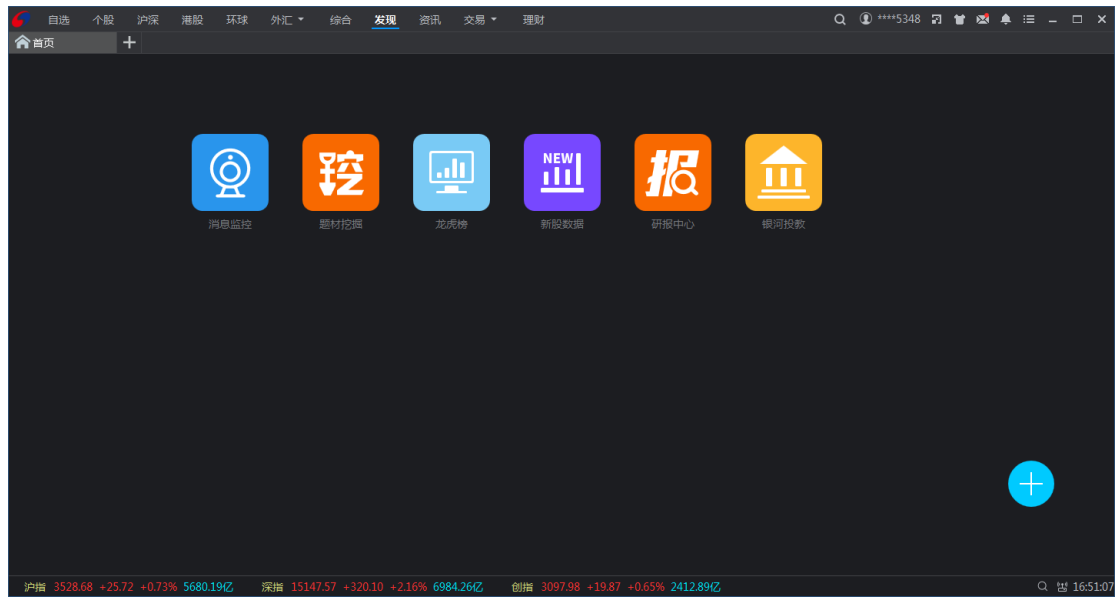 自选 个股 沪深 港股 环球 外汇 综合 发现 资讯 交易 理财 ****5348
首页
挖 NEW 报
消息监控 题材挖掘 龙虎榜 新股数据 研报中心 银河投教
沪指 3528.68 +25.72 +0.73% 5680.19亿 深指 15147.57 +320.10 +2.16% 6984.26亿 创指 3097.98 +19.87 +0.65% 2412.89亿 16:51:07